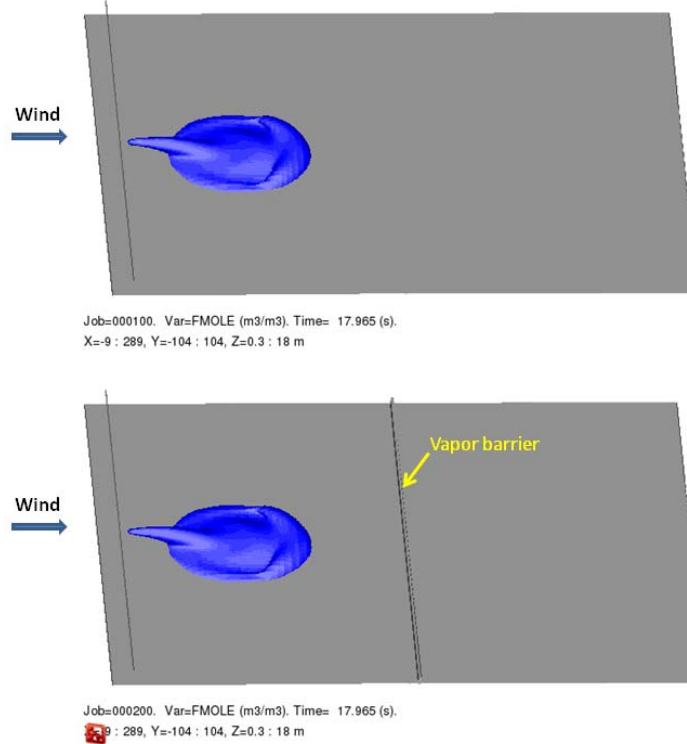 Wind
Job=000100. Var=FMOLE (m3/m3). Time= 17.965 (s).
X=-9 : 289, Y=-104 : 104, Z=0.3 : 18 m
Vapor barrier
Wind
Job=000200. Var=FMOLE (m3/m3). Time= 17.965 (s).
9 : 289, Y=-104 : 104, Z=0.3 : 18 m